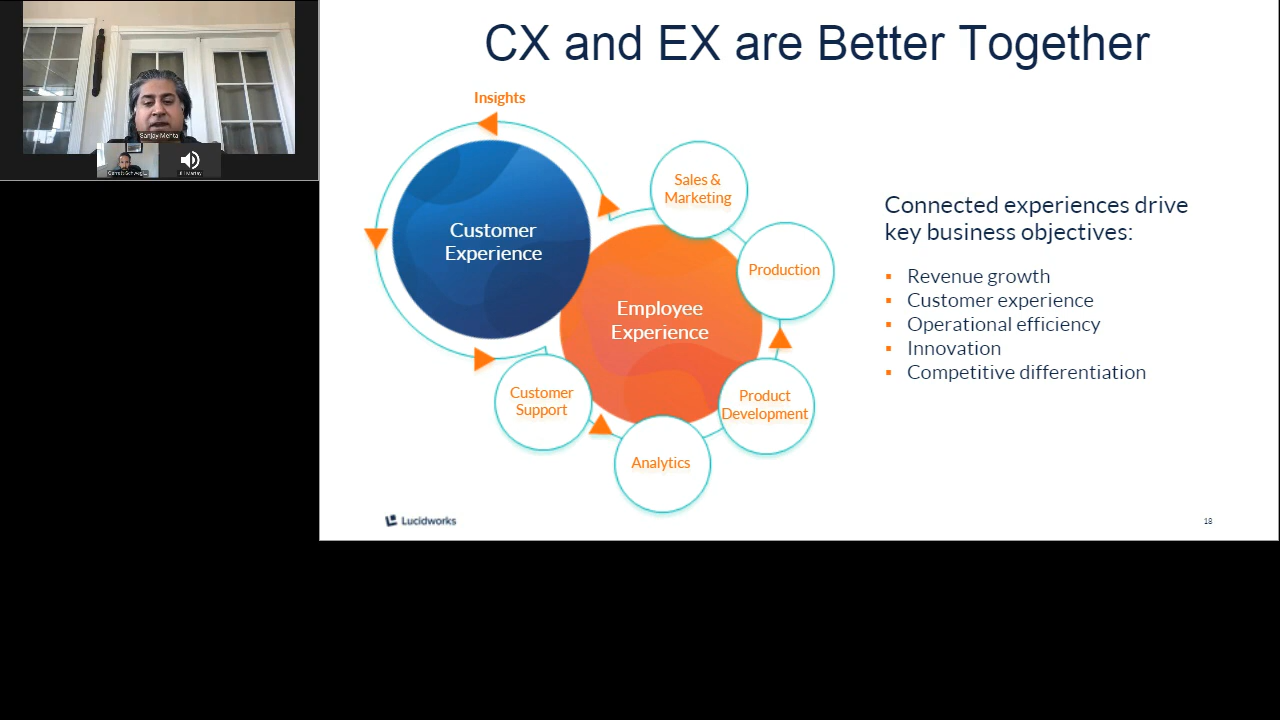 CX and EX are Better Together
Insights
Customer
Experience
Sales &
Marketing
Production
Employee
Experience
Customer
Support
Analytics
Product
Development
Connected experiences drive
key business objectives:
Revenue growth
Customer experience
Operational efficiency
Innovation
Competitive differentiation
Lucidworks
18
Sanjay Mehta